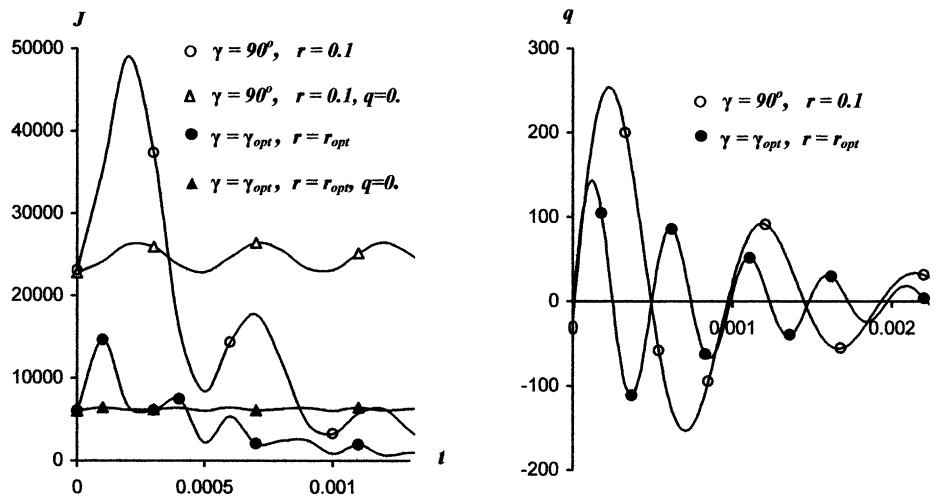 J
50000
40000
30000
20000
10000
0
0
0.0005
0.001
t
γ = 90°, r = 0.1
γ = 90°, r = 0.1, q=0.
γ = γopt, r = ropt
γ = γopt, r = ropt, q=0.
q
300
200
100
0
-100
-200
0
0.001
0.002
γ = 90°, r = 0.1
γ = γopt, r = ropt